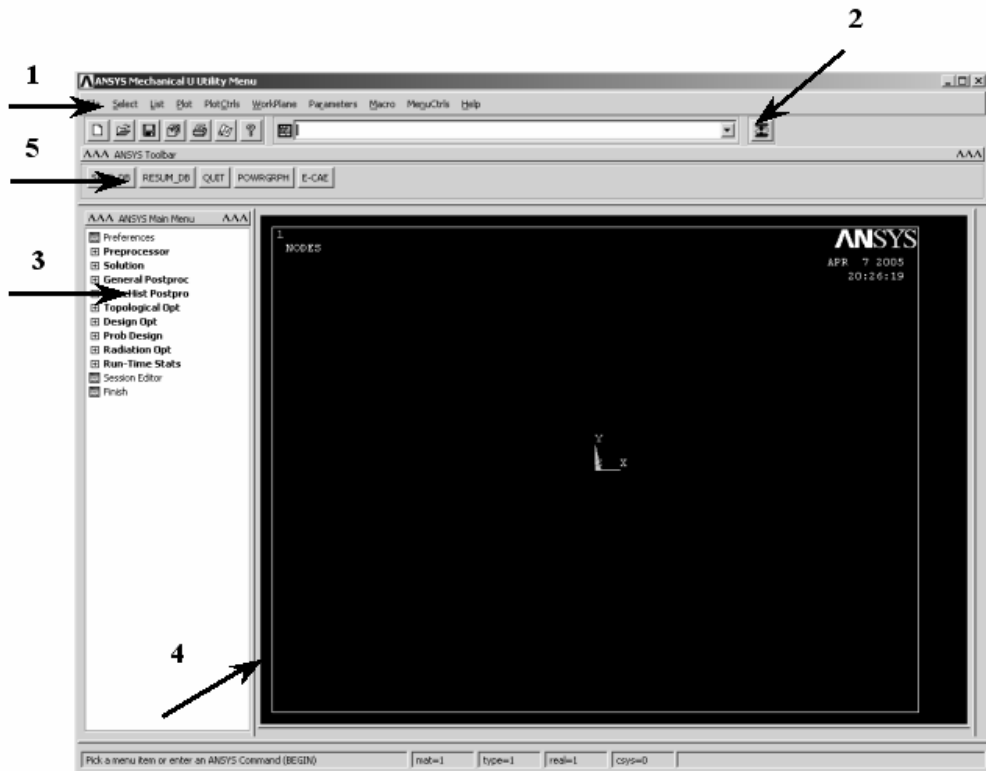 2
1
ANSYS Mechanical U Utility Menu
Select List Plot PlotCtrls WorkPlane Parameters Macro MenuCtrls Help
5
ANSYS Toolbar
RESUM_DB QUIT POWRGRPH E-CAE
ANSYS Main Menu
Preferences
Preprocessor
Solution
3
General Postproc
Hist Postpro
Topological Opt
Design Opt
Prob Design
Radiation Opt
Run-Time Stats
Session Editor
Finish
1
NODES
ANSYS
APR 7 2005
20:26:19
Y
X
4
Pick a menu item or enter an ANSYS Command (BEGIN) mat=1 type=1 real=1 csys=0